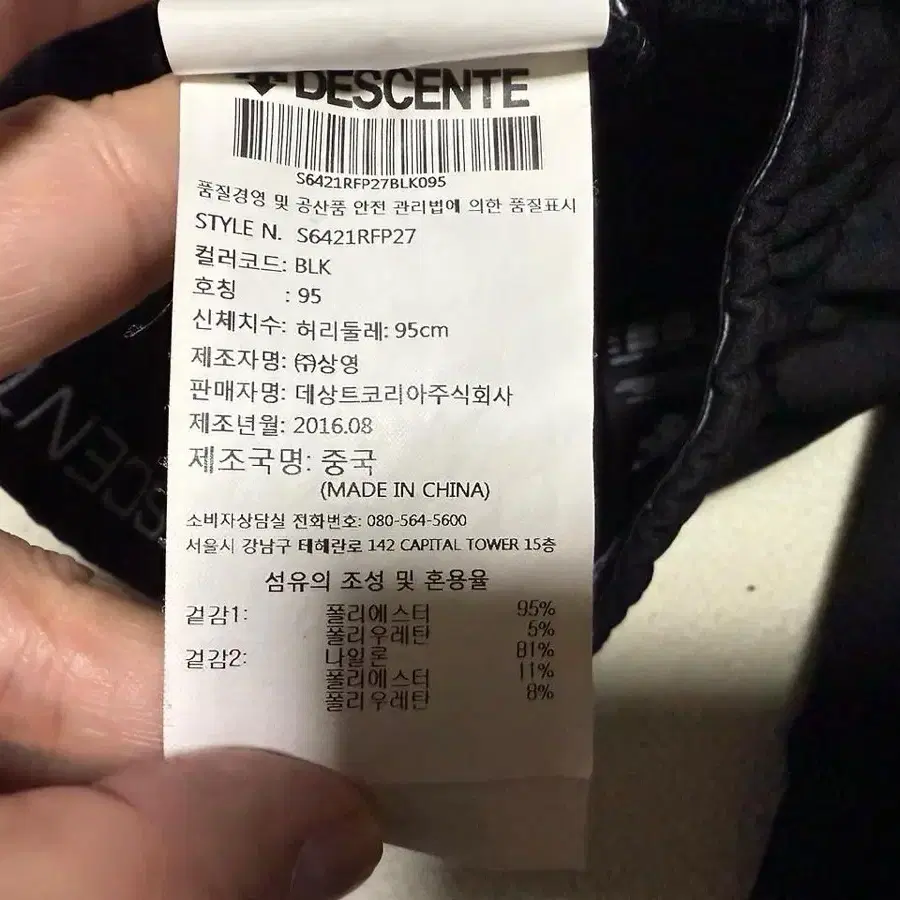 DESCENTE
S6421RFP27BLK095
품질경영 및 공산품 안전 관리법에 의한 품질표시
STYLE N. S6421RFP27
컬러코드: BLK
호칭 : 95
신체치수: 허리둘레: 95cm
제조자명: ㈜상영
판매자명: 데상트코리아주식회사
제조년월: 2016.08
제조국명: 중국
(MADE IN CHINA)
소비자상담실 전화번호: 080-564-5600
서울시 강남구 테해란로 142 CAPITAL TOWER 15층
섬유의 조성 및 혼용율
겉감1: 폴리에스터 95%
폴리우레탄 5%
겉감2: 나일론 81%
폴리에스터 11%
폴리우레탄 8%
SCENT